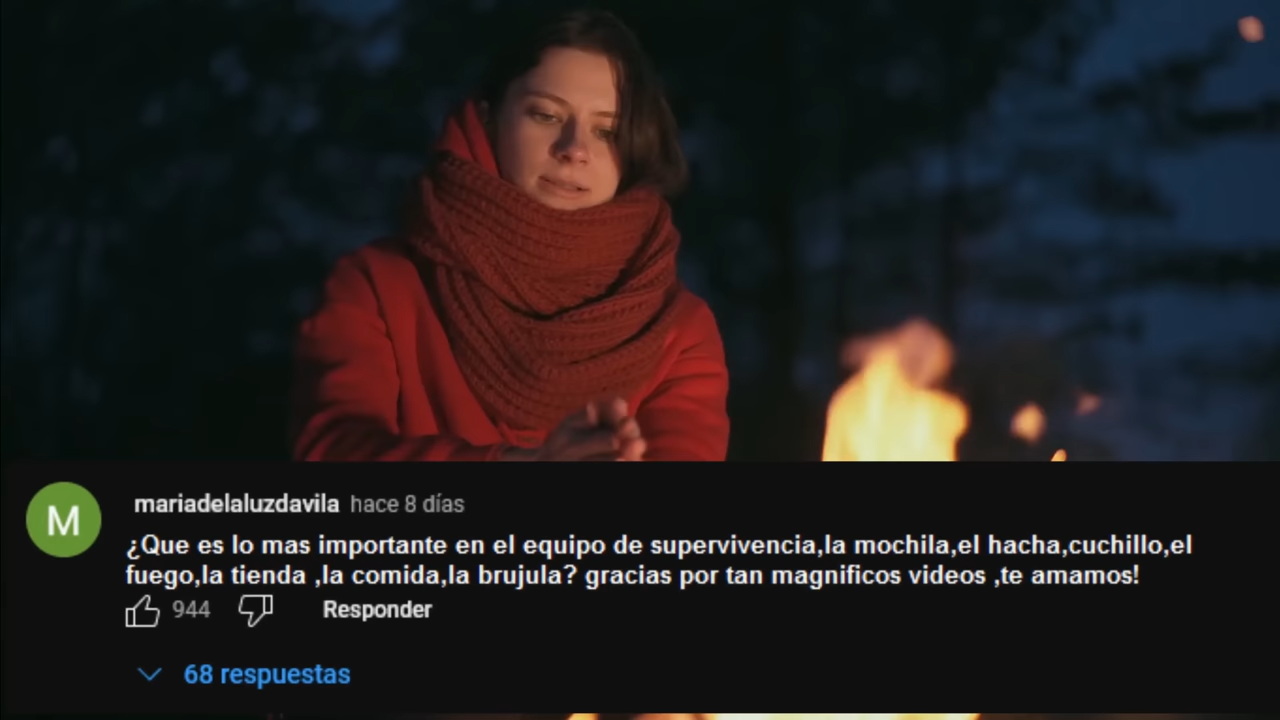 M
mariadelaluzdavila hace 8 días
¿Que es lo mas importante en el equipo de supervivencia,la mochila,el hacha,cuchillo,el
fuego,la tienda ,la comida,la brujula? gracias por tan magnificos videos ,te amamos!
944 Responder
68 respuestas